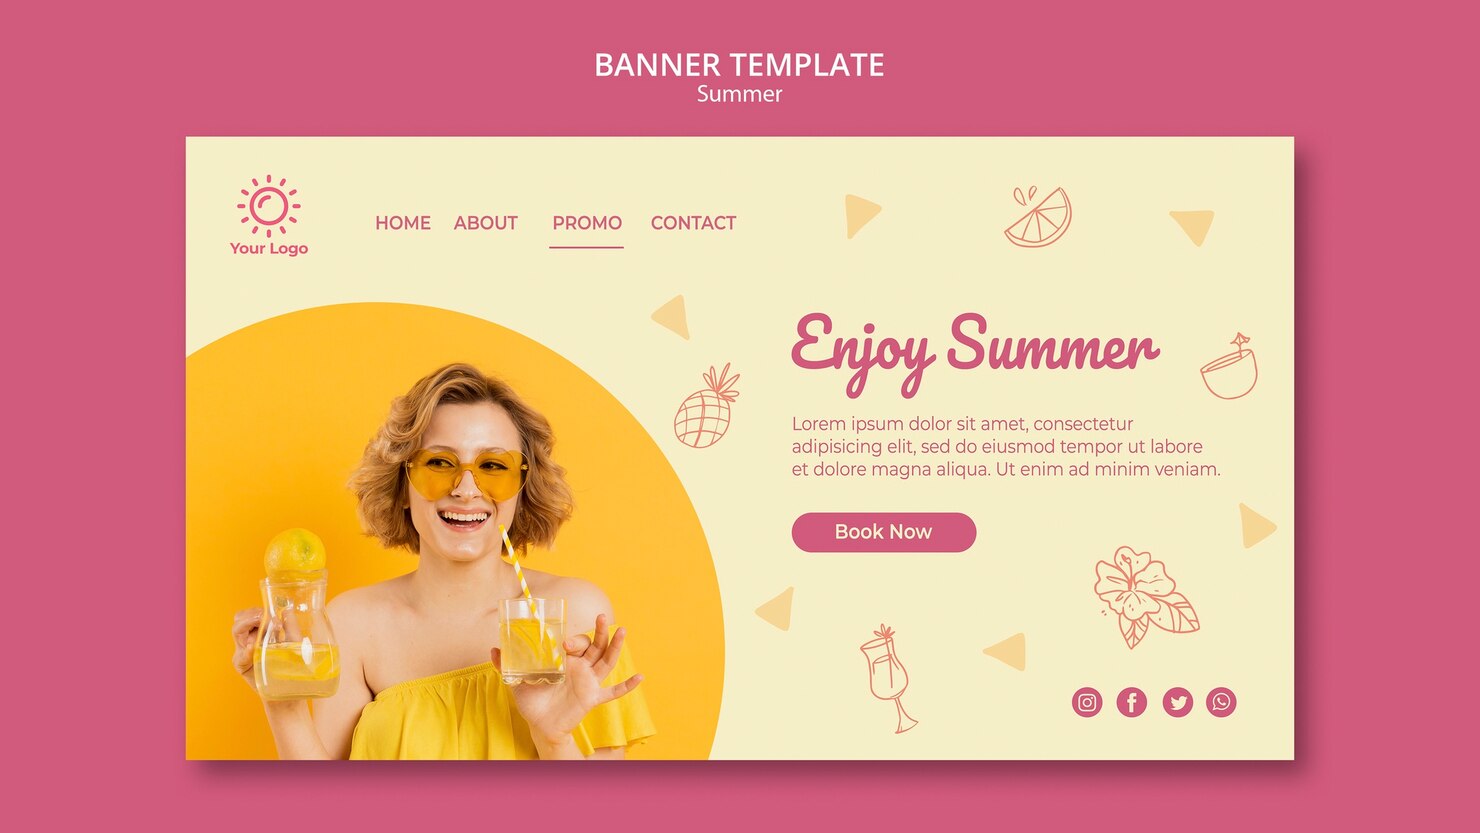 BANNER TEMPLATE
Summer
Your Logo
HOME ABOUT PROMO CONTACT
Enjoy Summer
Lorem ipsum dolor sit amet, consectetur
adipisicing elit, sed do eiusmod tempor ut labore
et dolore magna aliqua. Ut enim ad minim veniam.
Book Now